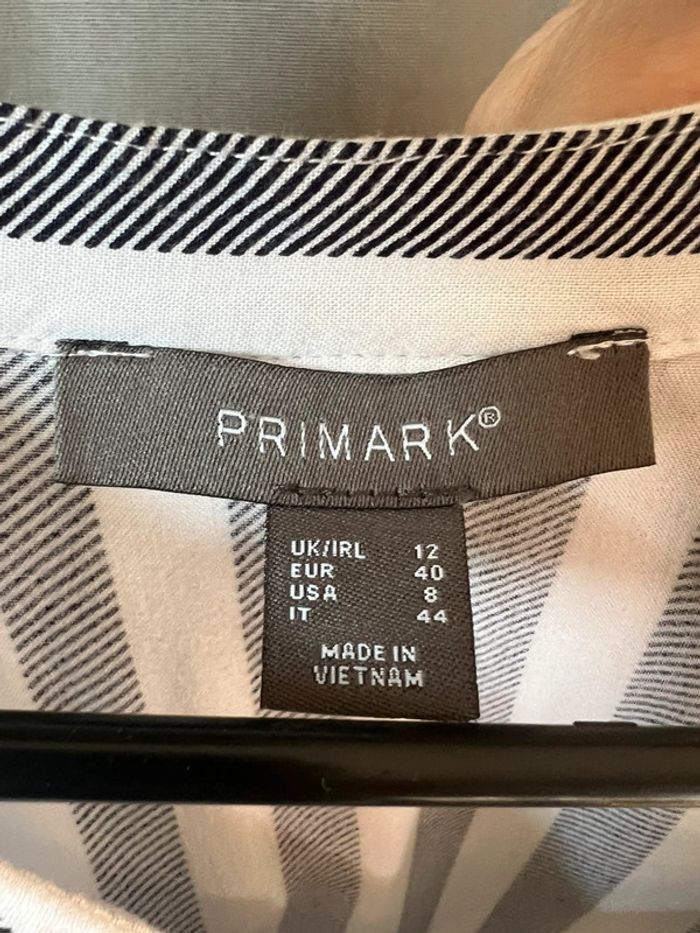 PRIMARK®
UK/IRL 12
EUR 40
USA 8
IT 44
MADE IN
VIETNAM